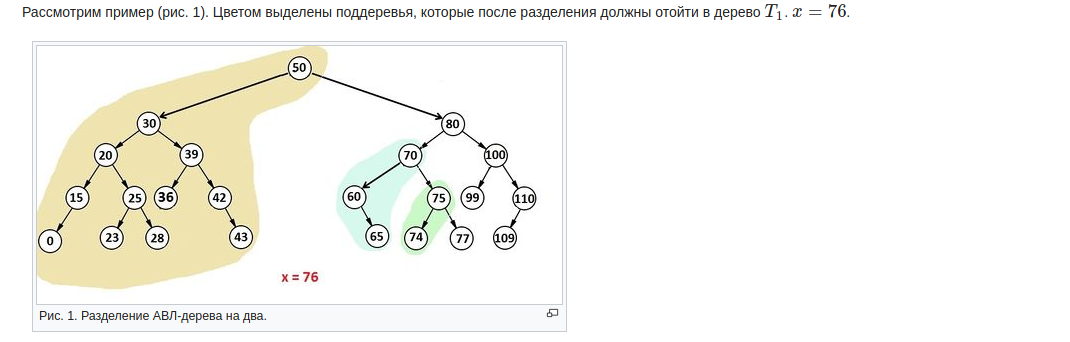 Рассмотрим пример (рис. 1). Цветом выделены поддеревья, которые после разделения должны отойти в дерево T₁. x = 76.
50
30 80
20 39 70 100
15 25 36 42 60 75 99 110
0 23 28 43 65 74 77 109
x = 76
Рис. 1. Разделение АВЛ-дерева на два.